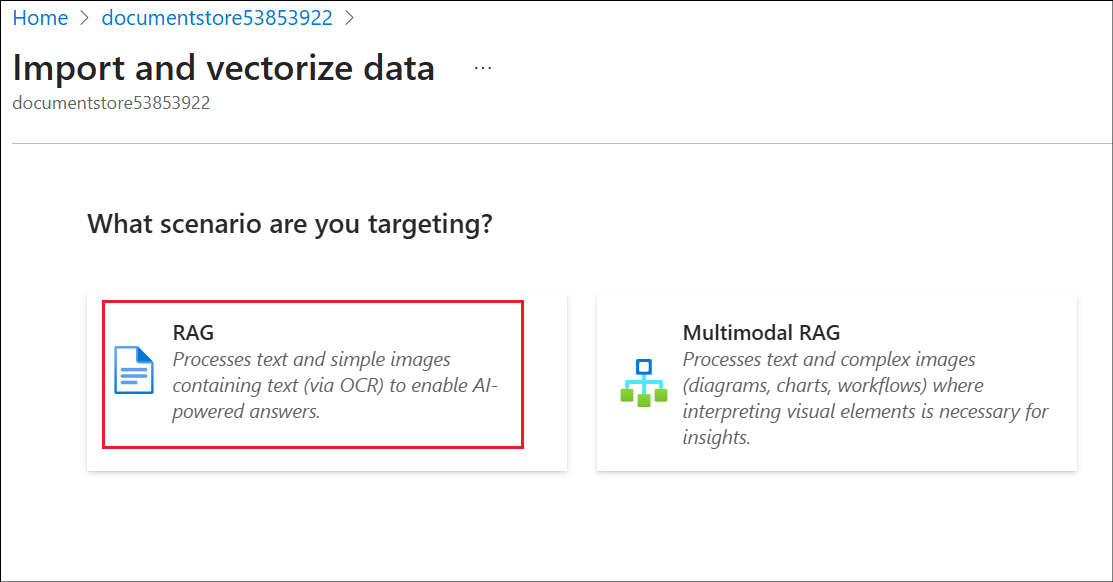 Home > documentstore53853922 >
Import and vectorize data ...
documentstore53853922
What scenario are you targeting?
RAG
Processes text and simple images
containing text (via OCR) to enable AI-
powered answers.
Multimodal RAG
Processes text and complex images
(diagrams, charts, workflows) where
interpreting visual elements is necessary for
insights.